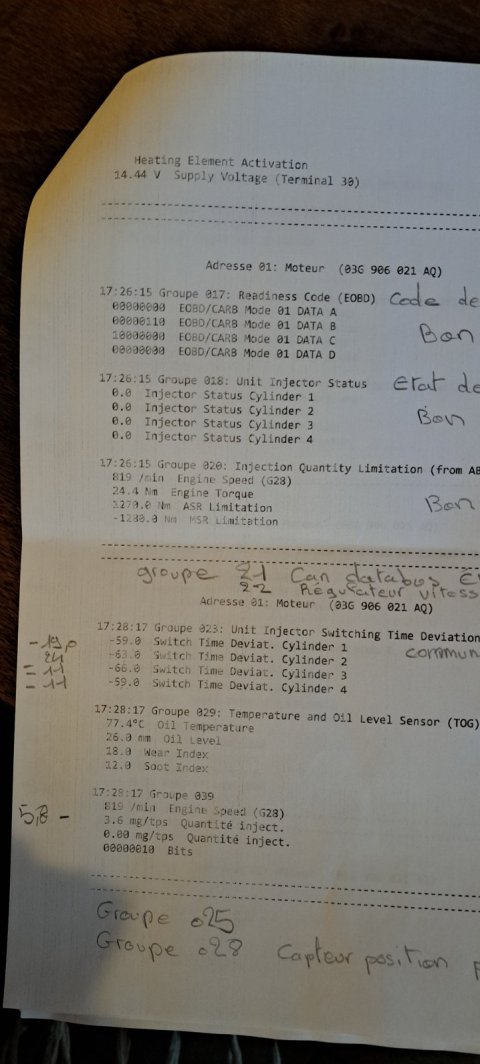 Heating Element Activation
14.44 V Supply Voltage (Terminal 30)
Adresse 01: Moteur (03G 906 021 AQ)
17:26:15 Groupe 017: Readiness Code (EOBD) Code de
00000000 EOBD/CARB Mode 01 DATA A
00000110 EOBD/CARB Mode 01 DATA B Bon
10000000 EOBD/CARB Mode 01 DATA C
00000000 EOBD/CARB Mode 01 DATA D
17:26:15 Groupe 018: Unit Injector Status etat de
0.0 Injector Status Cylinder 1
0.0 Injector Status Cylinder 2 Bon
0.0 Injector Status Cylinder 3
0.0 Injector Status Cylinder 4
17:26:15 Groupe 020: Injection Quantity Limitation (from AB
819 /min Engine Speed (G28)
24.4 Nm Engine Torque
1270.0 Nm ASR Limitation Bon
-1280.0 Nm MSR Limitation
groupe 21 Can databus
22 Régulateur vitess
Adresse 01: Moteur (03G 906 021 AQ)
17:28:17 Groupe 023: Unit Injector Switching Time Deviation
-59.0 Switch Time Deviat. Cylinder 1
-63.0 Switch Time Deviat. Cylinder 2 commun
-66.0 Switch Time Deviat. Cylinder 3
-59.0 Switch Time Deviat. Cylinder 4
- 11
- 11
17:28:17 Groupe 029: Temperature and Oil Level Sensor (TOG)
77.4°C Oil Temperature
26.0 mm Oil Level
18.0 Wear Index
12.0 Soot Index
17:28:17 Groupe 039
819 /min Engine Speed (G28)
5,8 - 3.6 mg/tps Quantité inject.
0.00 mg/tps Quantité inject.
00000010 Bits
Groupe 025
Groupe 028 Capteur position p